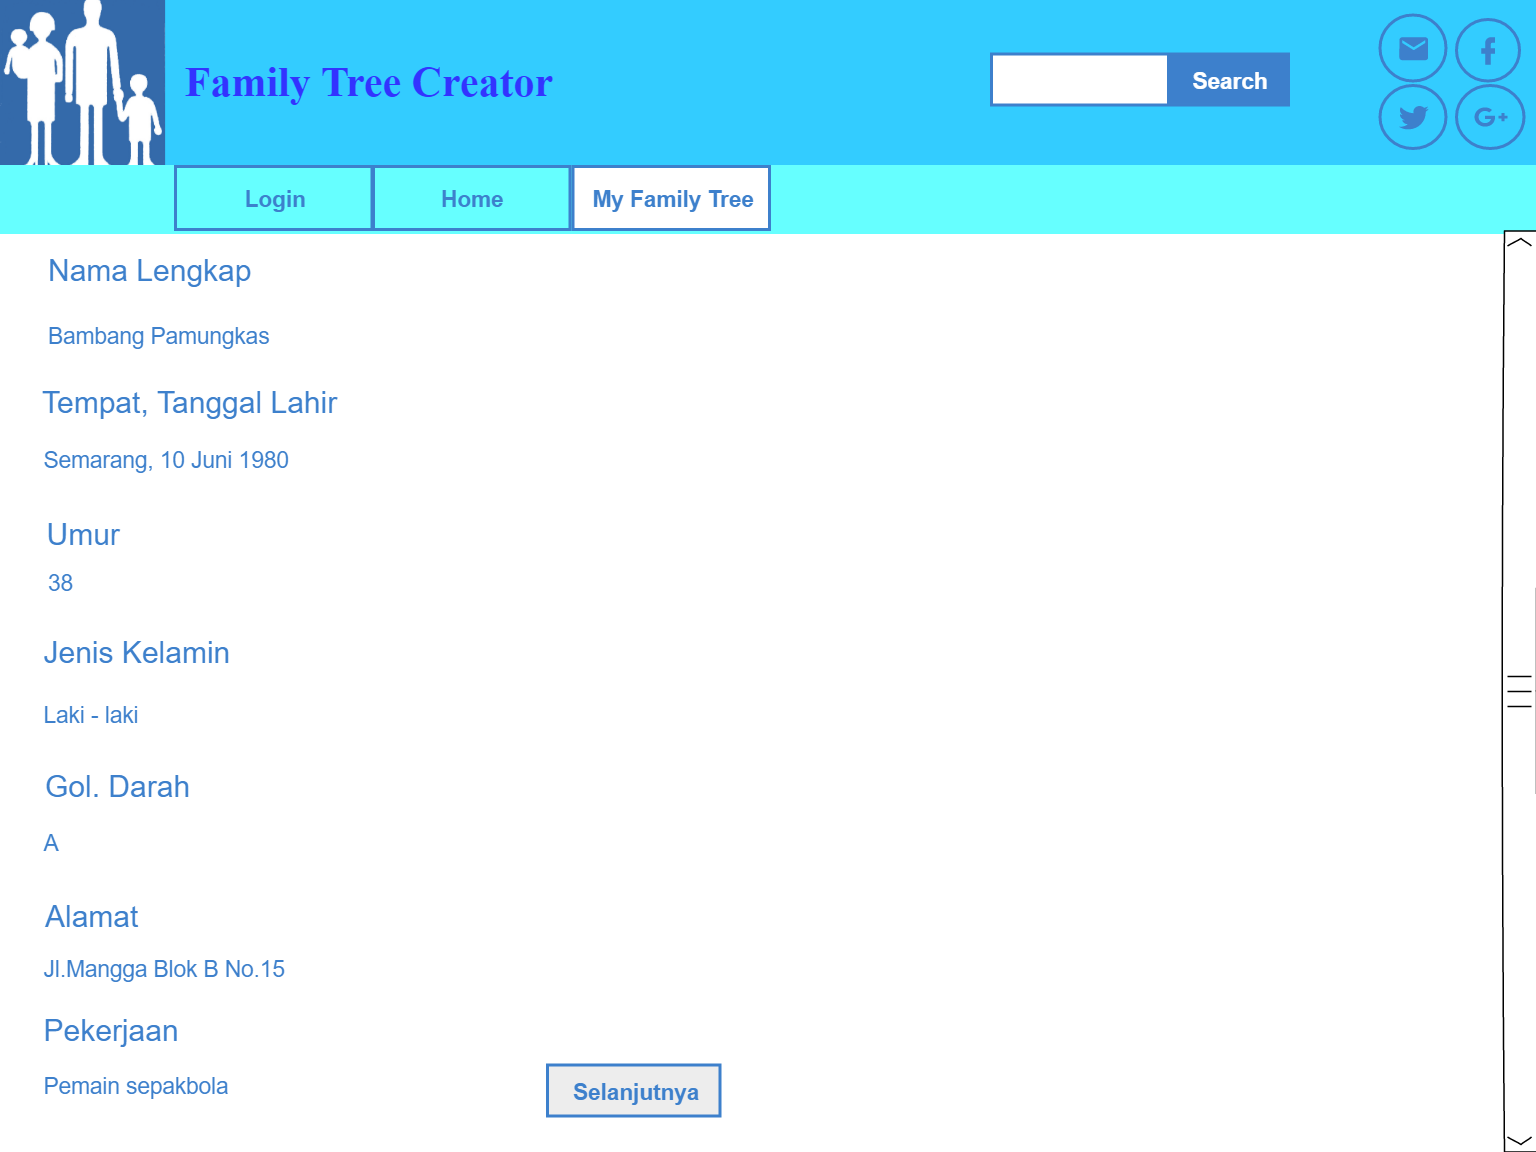 Family Tree Creator
Search
Login
Home
My Family Tree
Nama Lengkap
Bambang Pamungkas
Tempat, Tanggal Lahir
Semarang, 10 Juni 1980
Umur
38
Jenis Kelamin
Laki - laki
Gol. Darah
A
Alamat
Jl.Mangga Blok B No.15
Pekerjaan
Pemain sepakbola
Selanjutnya